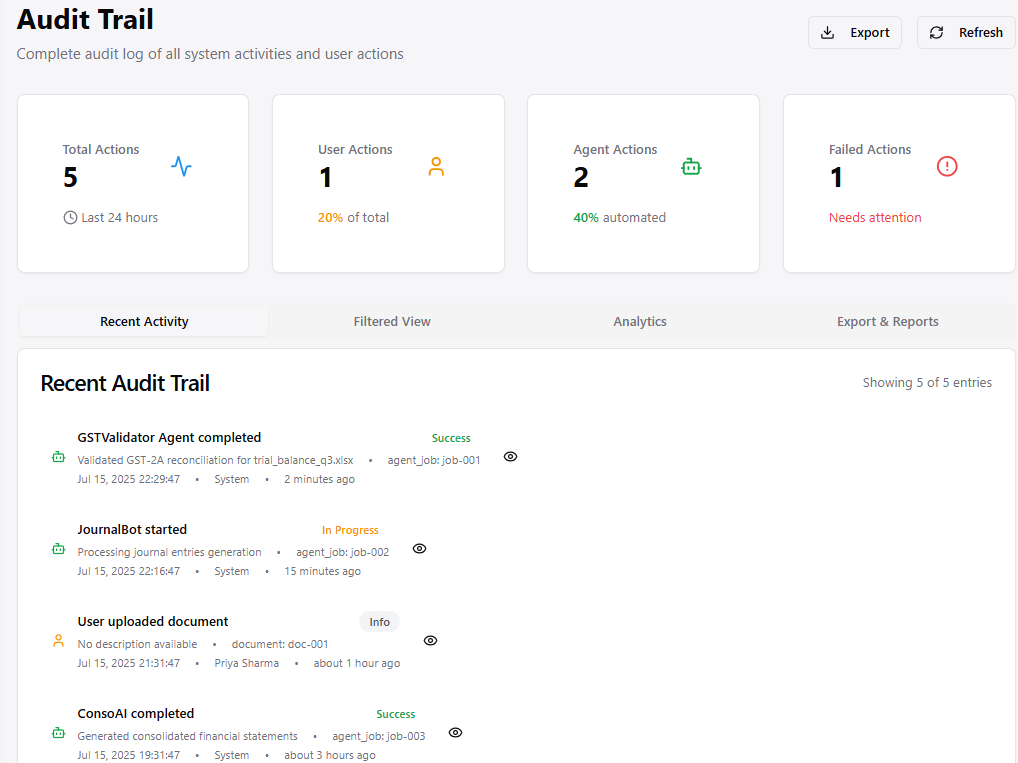 Audit Trail
Complete audit log of all system activities and user actions
Export
Refresh
Total Actions
5
Last 24 hours
User Actions
1
20% of total
Agent Actions
2
40% automated
Failed Actions
1
Needs attention
Recent Activity
Filtered View
Analytics
Export & Reports
Recent Audit Trail
Showing 5 of 5 entries
GSTValidator Agent completed
Success
Validated GST-2A reconciliation for trial_balance_q3.xlsx • agent_job: job-001
Jul 15, 2025 22:29:47 • System • 2 minutes ago
JournalBot started
In Progress
Processing journal entries generation • agent_job: job-002
Jul 15, 2025 22:16:47 • System • 15 minutes ago
User uploaded document
Info
No description available • document: doc-001
Jul 15, 2025 21:31:47 • Priya Sharma • about 1 hour ago
ConsoAI completed
Success
Generated consolidated financial statements • agent_job: job-003
Jul 15, 2025 19:31:47 • System • about 3 hours ago